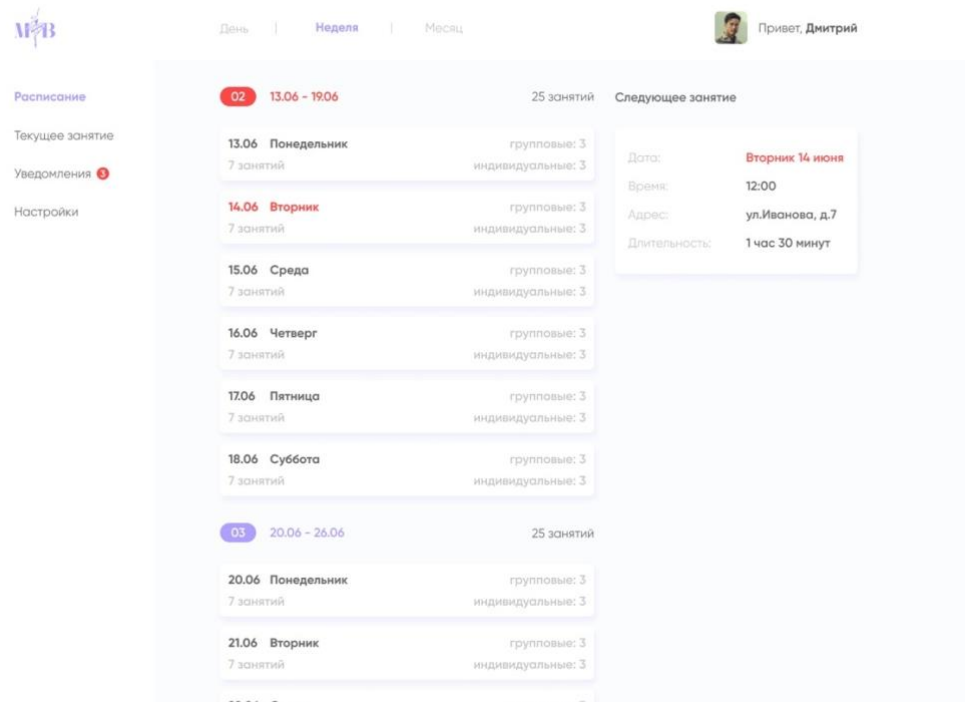 МВ
День | Неделя | Месяц
Привет, Дмитрий
Расписание
Текущее занятие
Уведомления 3
Настройки
02 13.06 - 19.06 25 занятий
13.06 Понедельник групповые: 3
7 занятий индивидуальные: 3
14.06 Вторник групповые: 3
7 занятий индивидуальные: 3
15.06 Среда групповые: 3
7 занятий индивидуальные: 3
16.06 Четверг групповые: 3
7 занятий индивидуальные: 3
17.06 Пятница групповые: 3
7 занятий индивидуальные: 3
18.06 Суббота групповые: 3
7 занятий индивидуальные: 3
03 20.06 - 26.06 25 занятий
20.06 Понедельник групповые: 3
7 занятий индивидуальные: 3
21.06 Вторник групповые: 3
7 занятий индивидуальные: 3
Следующее занятие
Дата: Вторник 14 июня
Время: 12:00
Адрес: ул.Иванова, д.7
Длительность: 1 час 30 минут